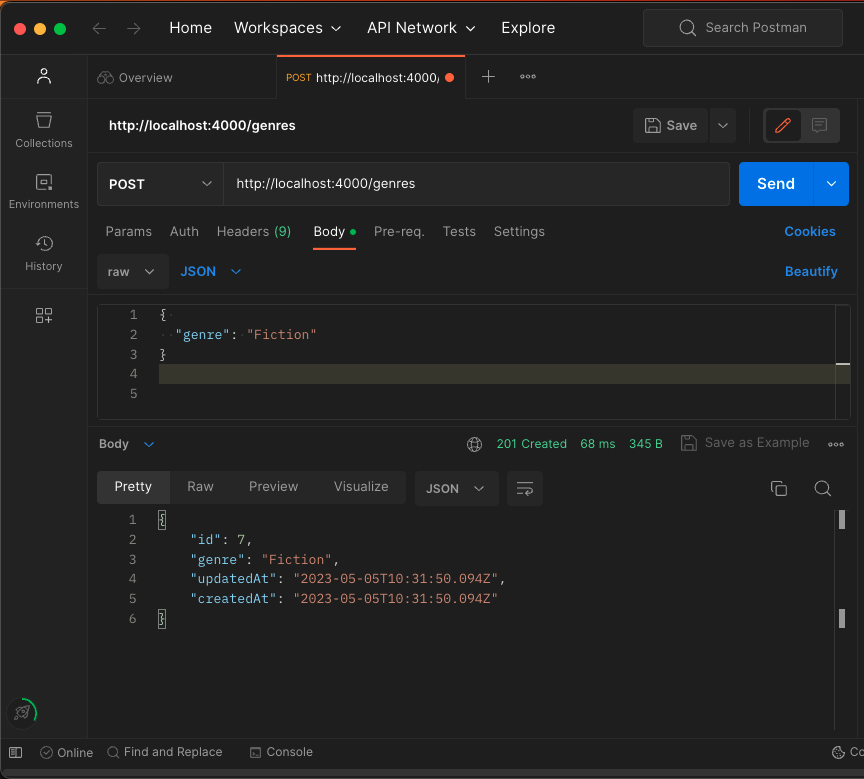 Home Workspaces API Network Explore Search Postman
Overview POST http://localhost:4000/
http://localhost:4000/genres Save
Collections
Environments
History
POST http://localhost:4000/genres Send
Params Auth Headers (9) Body Pre-req. Tests Settings Cookies
raw JSON Beautify
1 {
2 "genre": "Fiction"
3 }
4
5
Body 201 Created 68 ms 345 B Save as Example
Pretty Raw Preview Visualize JSON
1 {
2 "id": 7,
3 "genre": "Fiction",
4 "updatedAt": "2023-05-05T10:31:50.094Z",
5 "createdAt": "2023-05-05T10:31:50.094Z"
6 }
Online Find and Replace Console Co